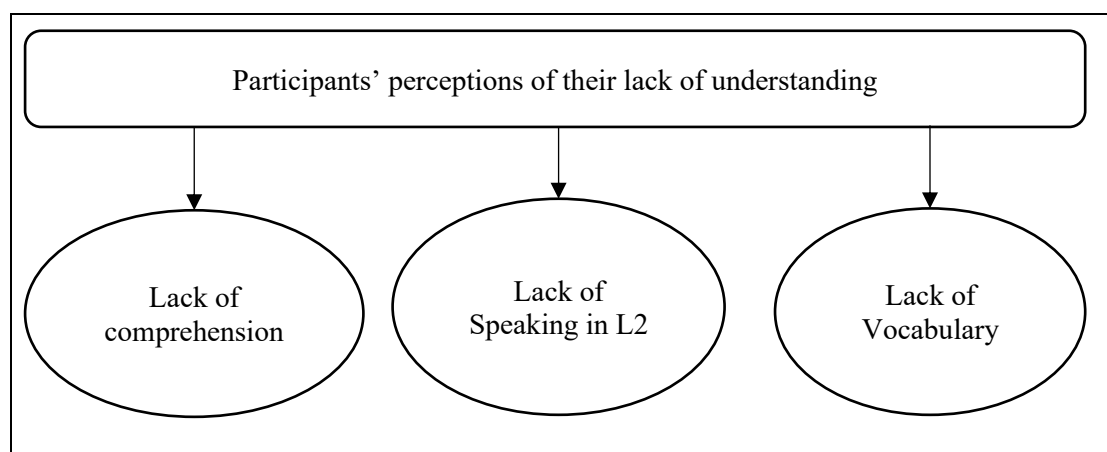 Participants’ perceptions of their lack of understanding
Lack of
comprehension
Lack of
Speaking in L2
Lack of
Vocabulary